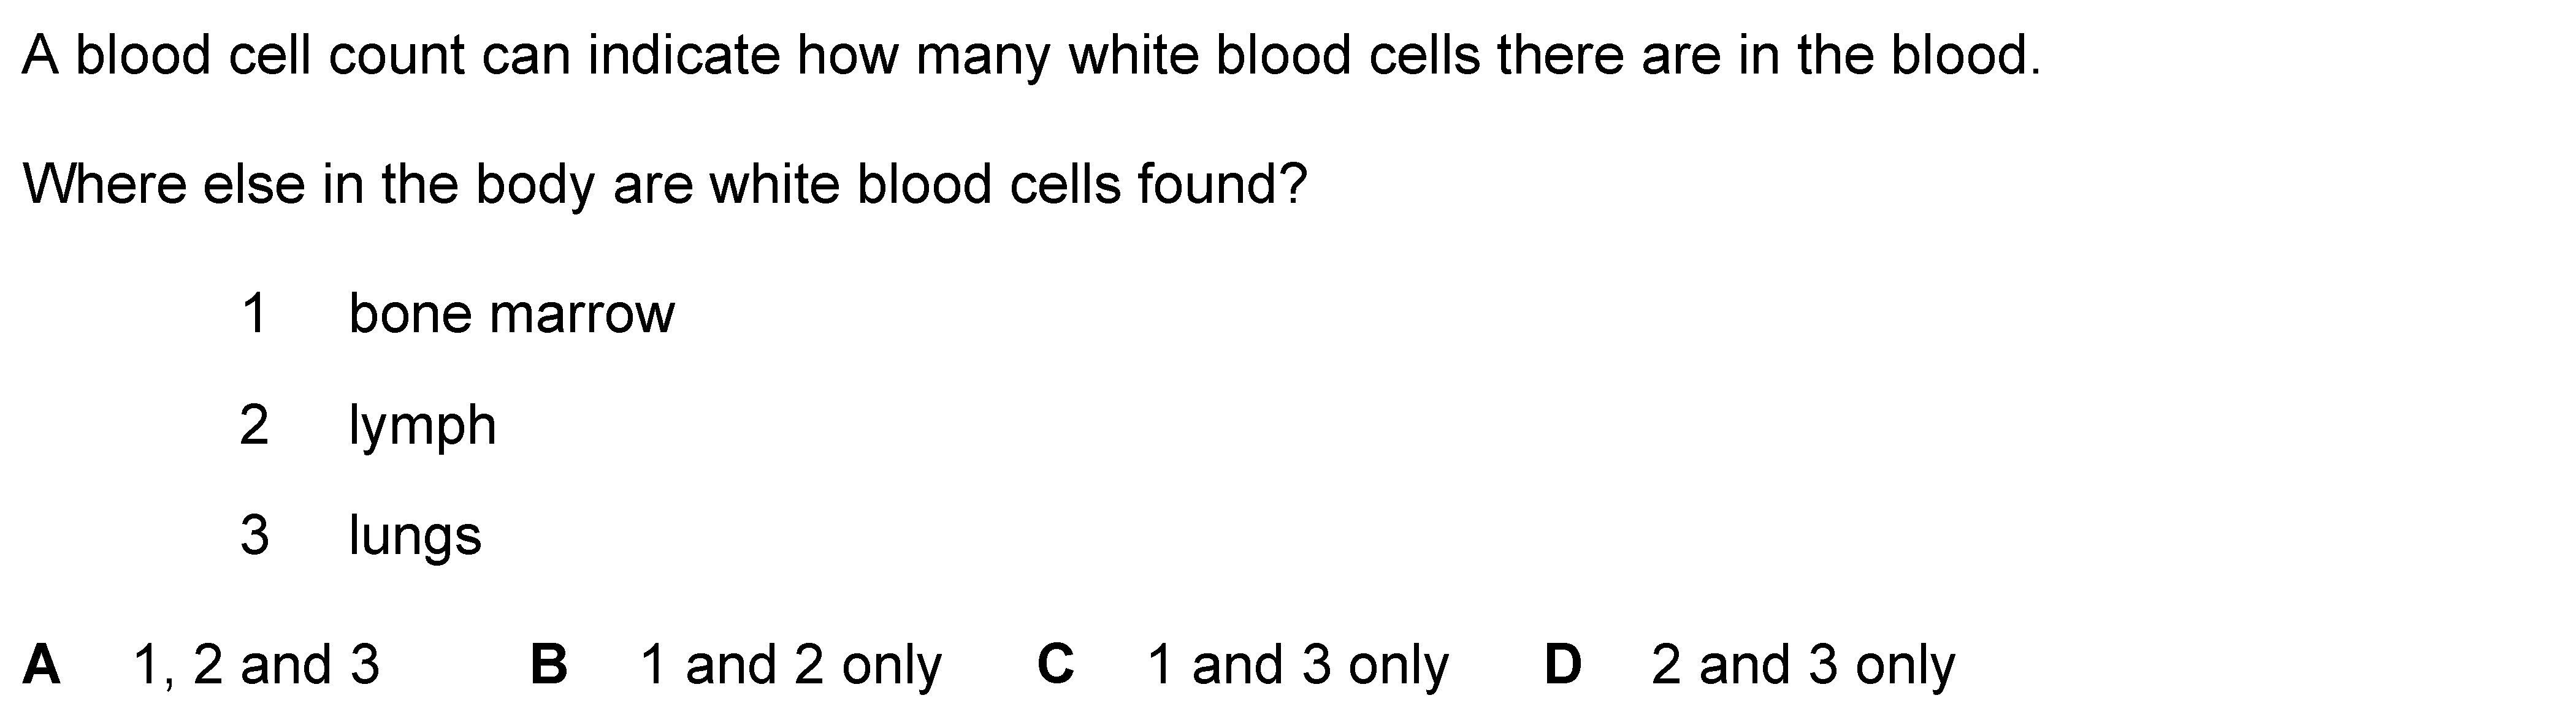 A blood cell count can indicate how many white blood cells there are in the blood.
Where else in the body are white blood cells found?
1 bone marrow
2 lymph
3 lungs
A 1, 2 and 3 B 1 and 2 only C 1 and 3 only D 2 and 3 only